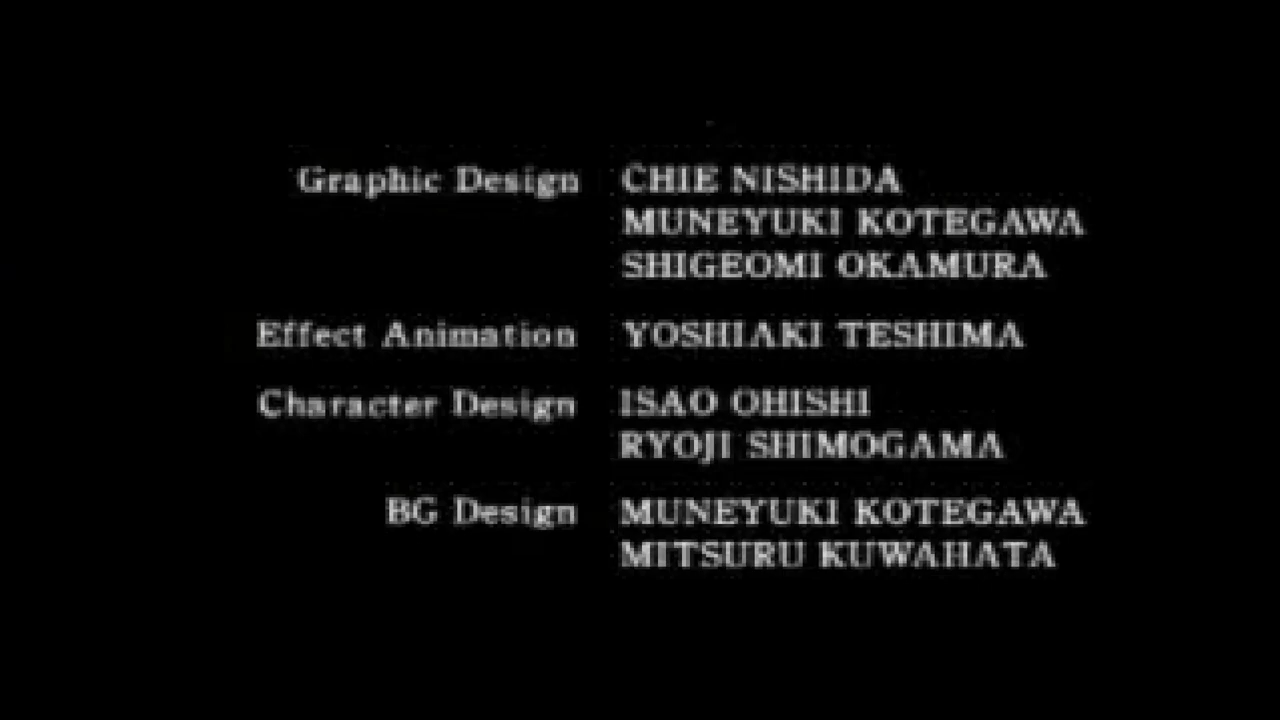 Graphic Design CHIE NISHIDA
MUNEYUKI KOTEGAWA
SHIGEOMI OKAMURA
Effect Animation YOSHIAKI TESHIMA
Character Design ISAO OHISHI
RYOJI SHIMOGAMA
BG Design MUNEYUKI KOTEGAWA
MITSURU KUWAHATA